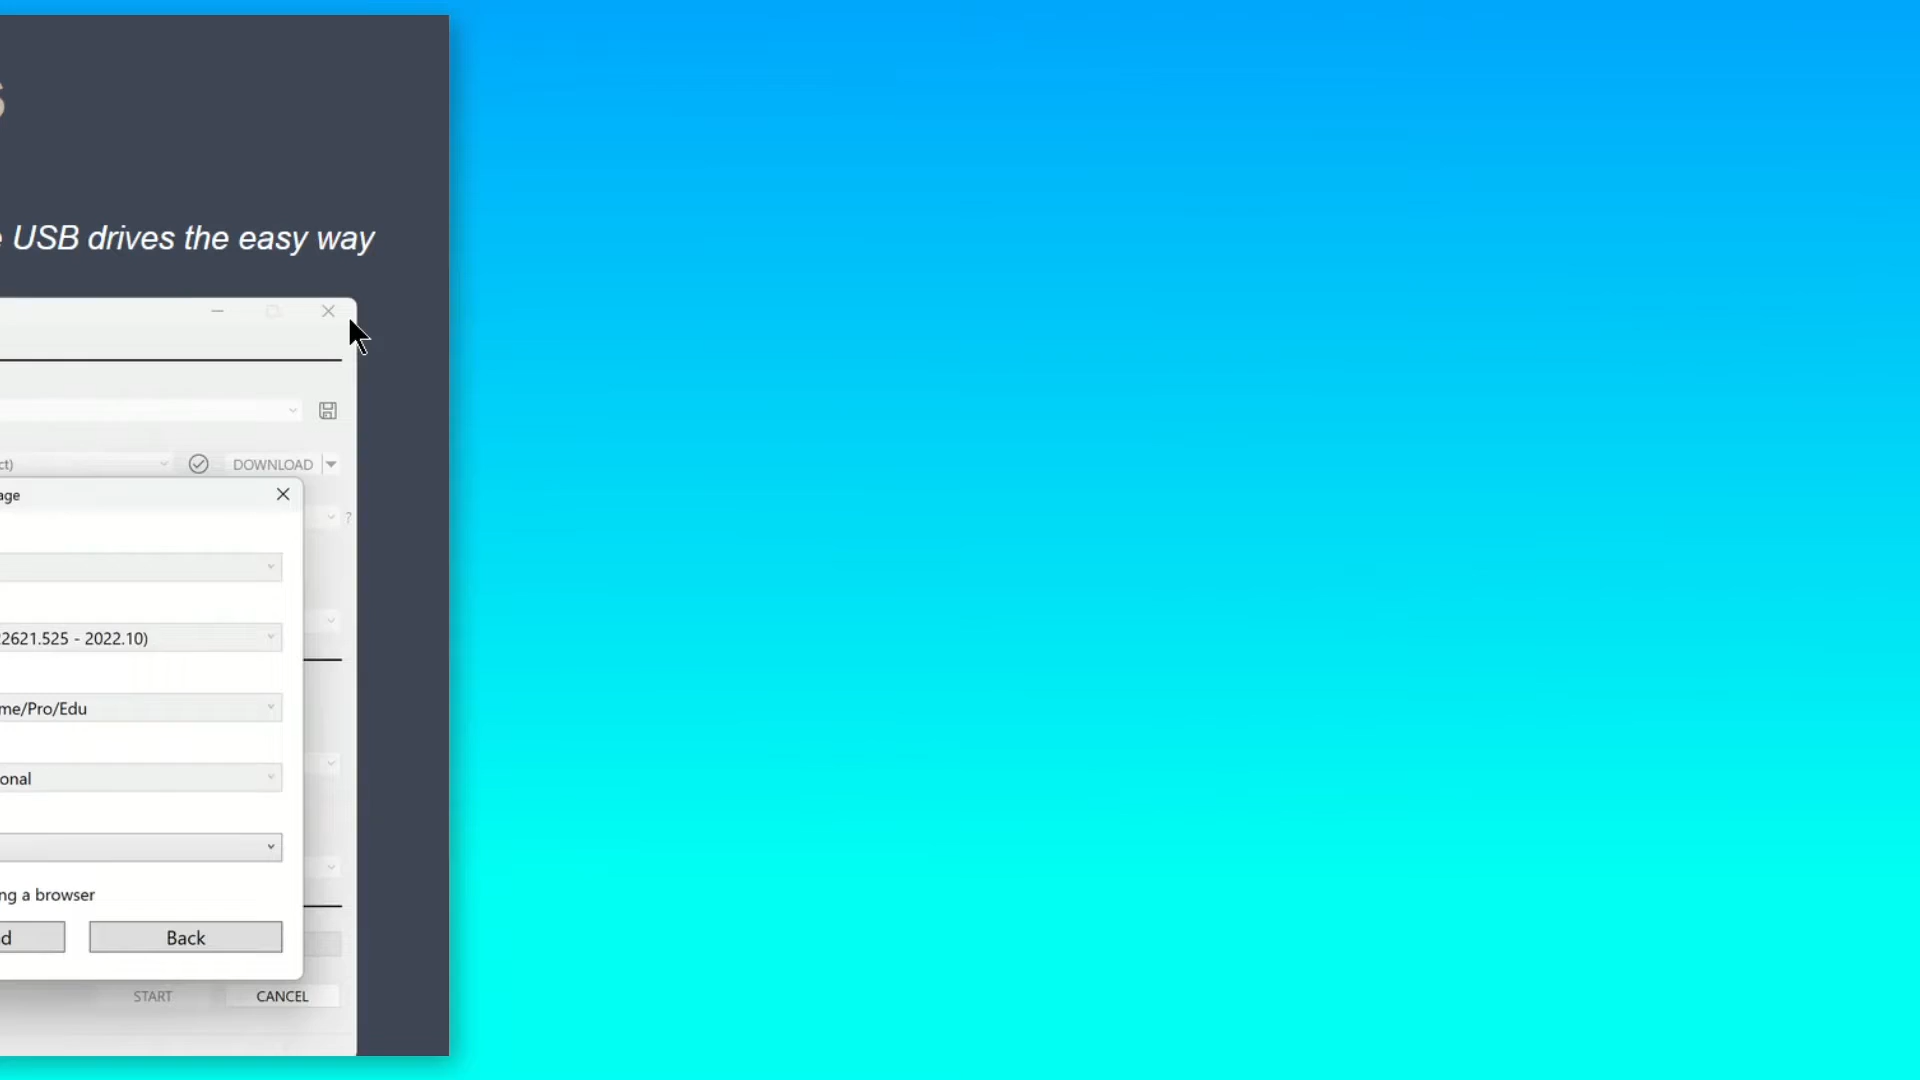 USB drives the easy way
ct)
DOWNLOAD
age
?
22621.525 - 2022.10)
me/Pro/Edu
onal
ng a browser
d
Back
START
CANCEL